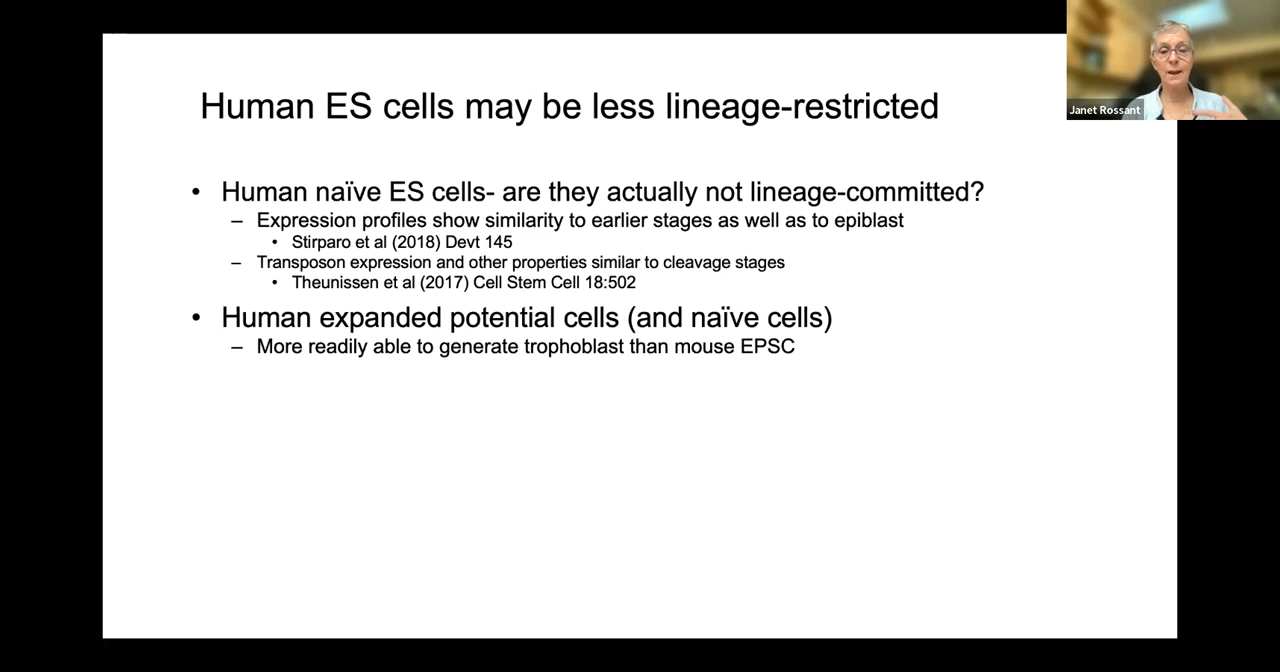 Janet Rossant
Human ES cells may be less lineage-restricted
• Human naïve ES cells- are they actually not lineage-committed?
– Expression profiles show similarity to earlier stages as well as to epiblast
• Stirparo et al (2018) Devt 145
– Transposon expression and other properties similar to cleavage stages
• Theunissen et al (2017) Cell Stem Cell 18:502
• Human expanded potential cells (and naïve cells)
– More readily able to generate trophoblast than mouse EPSC